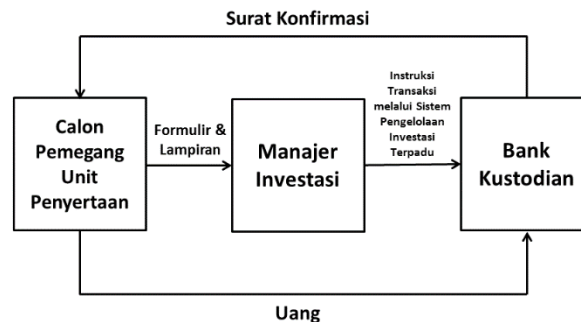 Surat Konfirmasi
Calon
Pemegang
Unit
Penyertaan
Formulir &
Lampiran
Manajer
Investasi
Instruksi
Transaksi
melalui Sistem
Pengelolaan
Investasi
Terpadu
Bank
Kustodian
Uang